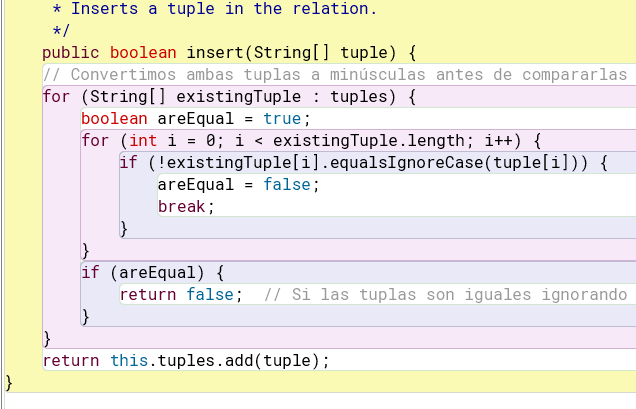 * Inserts a tuple in the relation.
*/
public boolean insert(String[] tuple) {
// Convertimos ambas tuplas a minúsculas antes de compararlas
for (String[] existingTuple : tuples) {
boolean areEqual = true;
for (int i = 0; i < existingTuple.length; i++) {
if (!existingTuple[i].equalsIgnoreCase(tuple[i])) {
areEqual = false;
break;
}
}
if (areEqual) {
return false;  // Si las tuplas son iguales ignorando
}
}
return this.tuples.add(tuple);
}